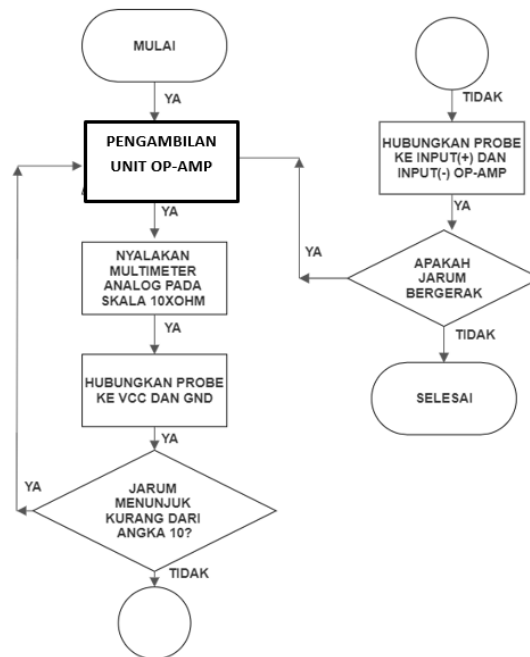 MULAI
YA
PENGAMBILAN
UNIT OP-AMP
YA
NYALAKAN
MULTIMETER
ANALOG PADA
SKALA 10XOHM
YA
HUBUNGKAN PROBE
KE VCC DAN GND
YA
JARUM
MENUNJUK
KURANG DARI
ANGKA 10?
YA
TIDAK
TIDAK
HUBUNGKAN PROBE
KE INPUT(+) DAN
INPUT(-) OP-AMP
YA
APAKAH
JARUM
BERGERAK
YA
TIDAK
SELESAI